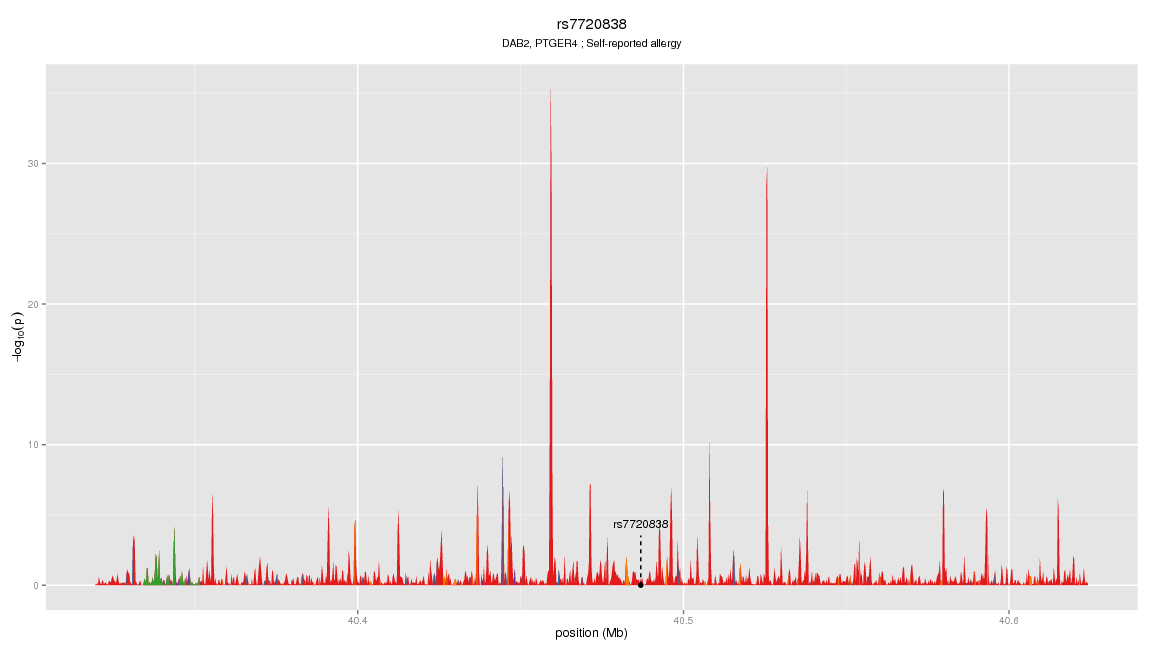 rs7720838
DAB2, PTGER4 ; Self-reported allergy
30
20
10
0
-log10(p)
rs7720838
40.4
40.5
40.6
position (Mb)